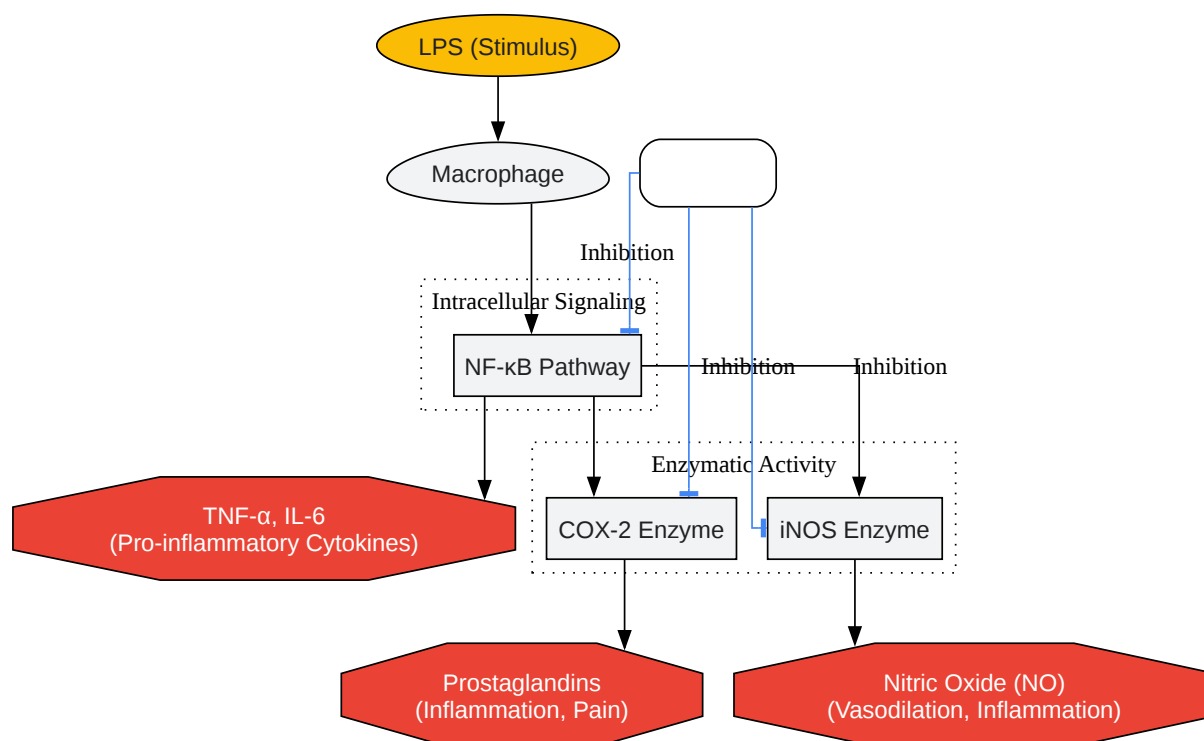 LPS (Stimulus)
Macrophage
Inhibition
Intracellular Signaling
NF-κB Pathway
Inhibition
Inhibition
Enzymatic Activity
TNF-α, IL-6
(Pro-inflammatory Cytokines)
COX-2 Enzyme
iNOS Enzyme
Prostaglandins
(Inflammation, Pain)
Nitric Oxide (NO)
(Vasodilation, Inflammation)